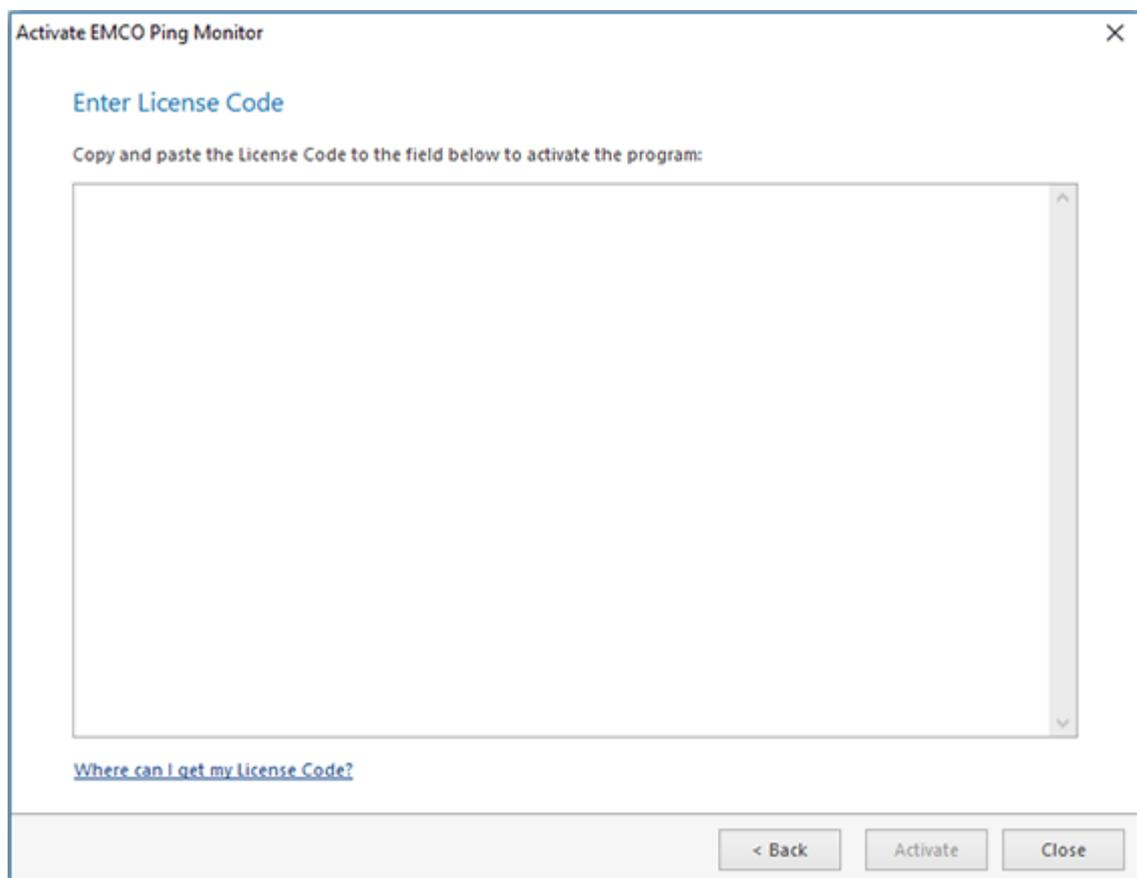 Activate EMCO Ping Monitor
Enter License Code
Copy and paste the License Code to the field below to activate the program:
Where can I get my License Code?
< Back Activate Close